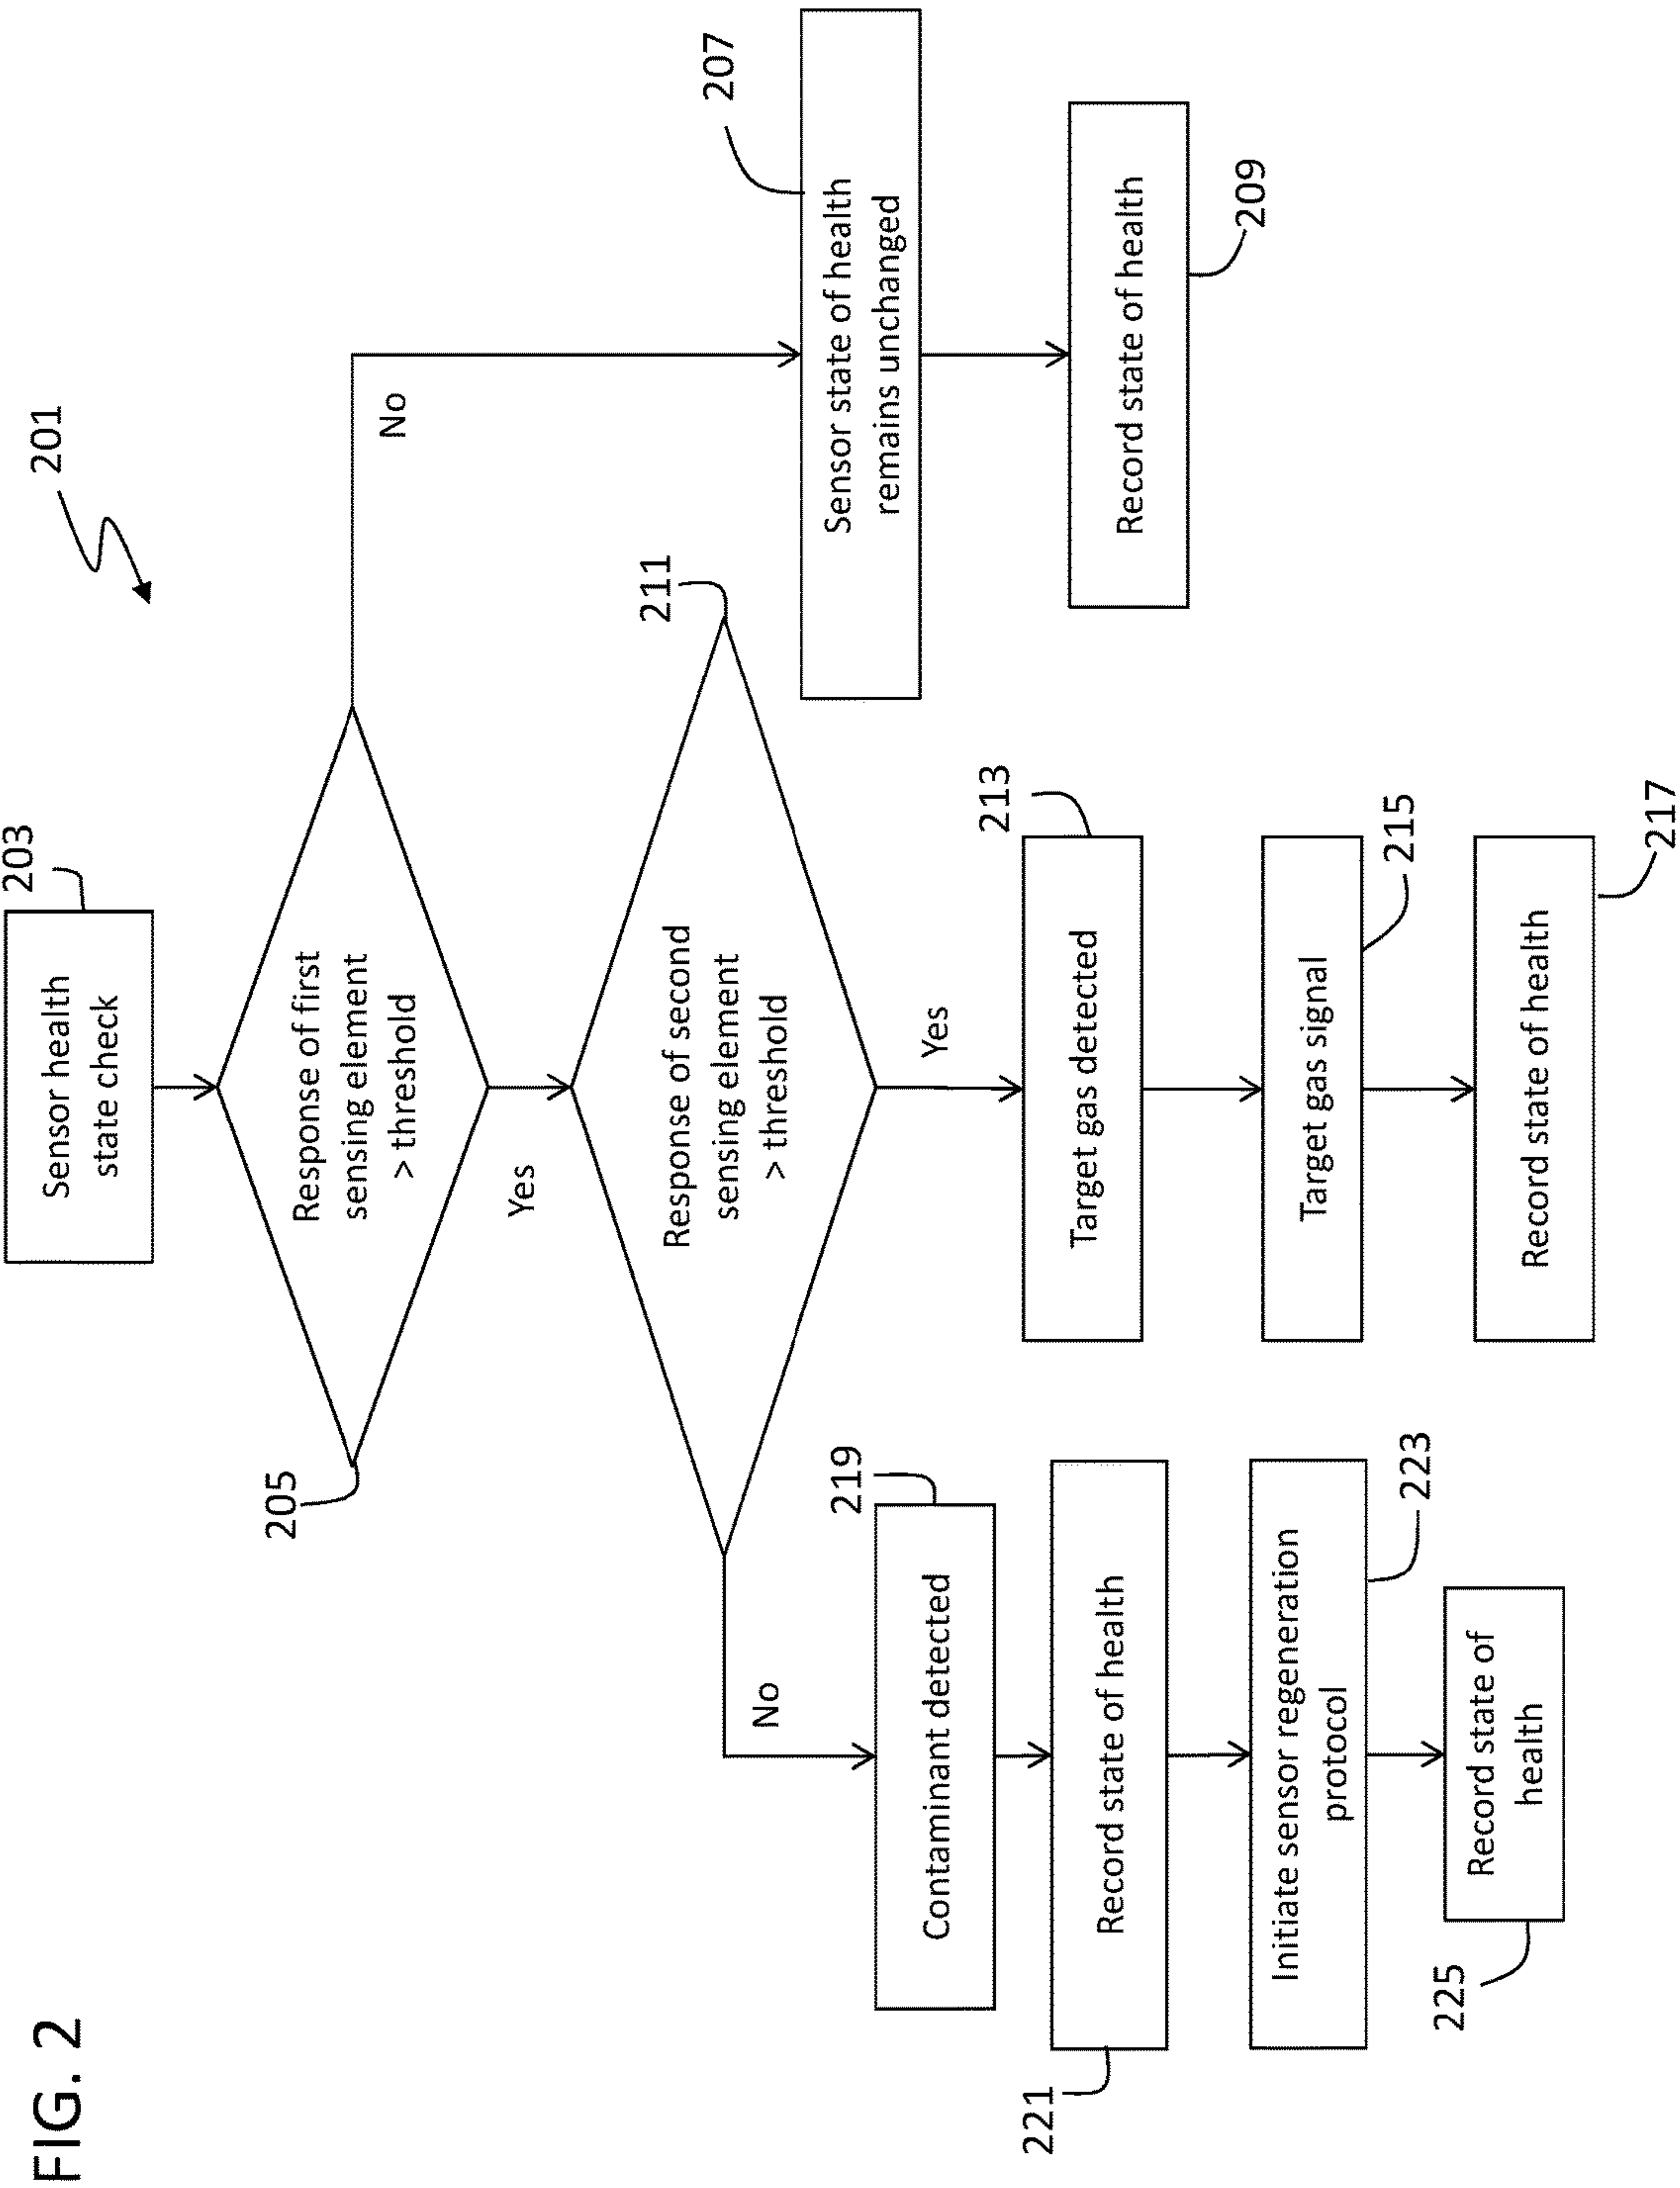 FIG. 2
201
203
Sensor health
state check
205
Response of first
sensing element
> threshold
No
Yes
211
Response of second
sensing element
> threshold
207
Sensor state of health
remains unchanged
Record state of health
209
No
219
Contaminant detected
221
Record state of health
Initiate sensor regeneration
protocol
223
225
Record state of
health
Yes
213
Target gas detected
Target gas signal
215
Record state of health
217